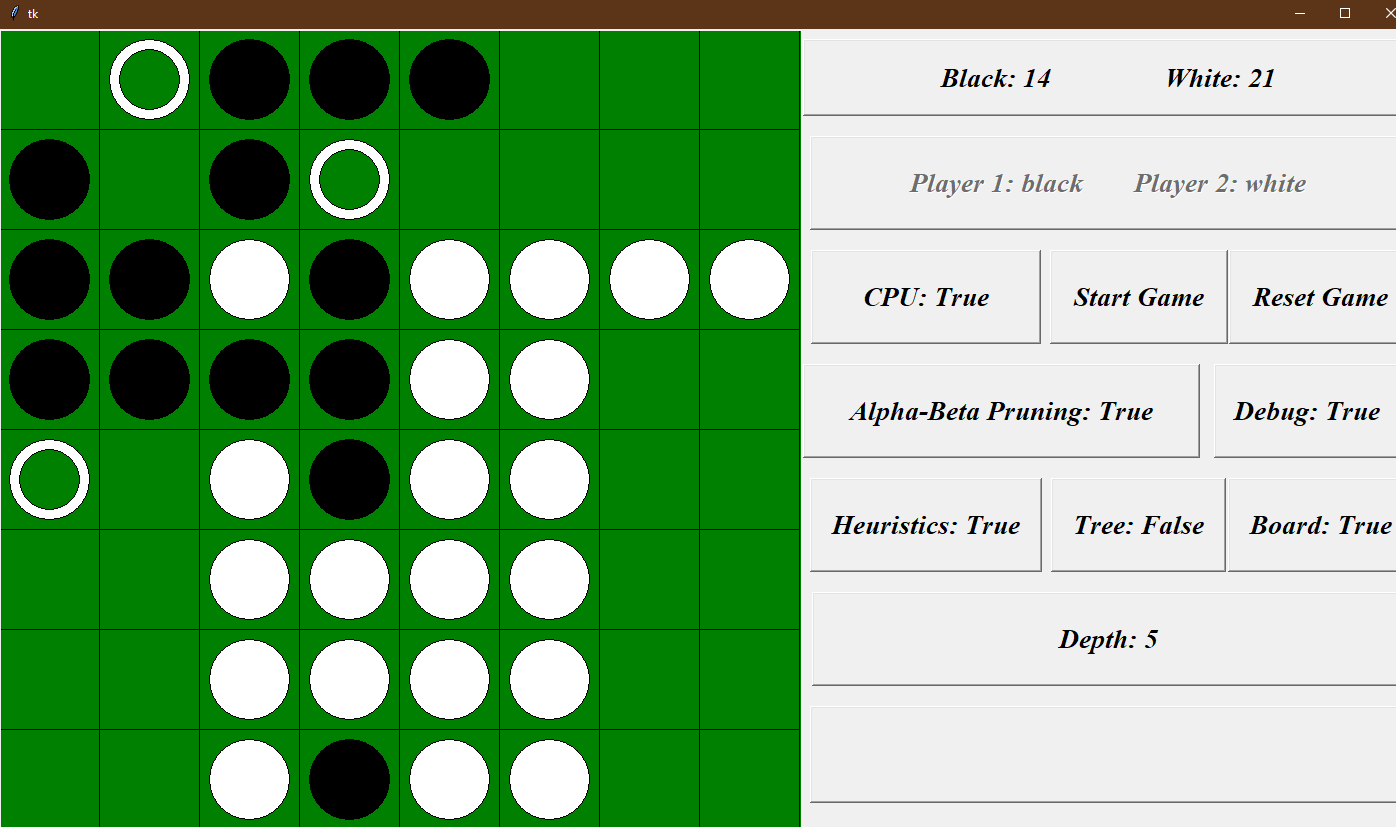 tk
Black: 14 White: 21
Player 1: black Player 2: white
CPU: True Start Game Reset Game
Alpha-Beta Pruning: True Debug: True
Heuristics: True Tree: False Board: True
Depth: 5